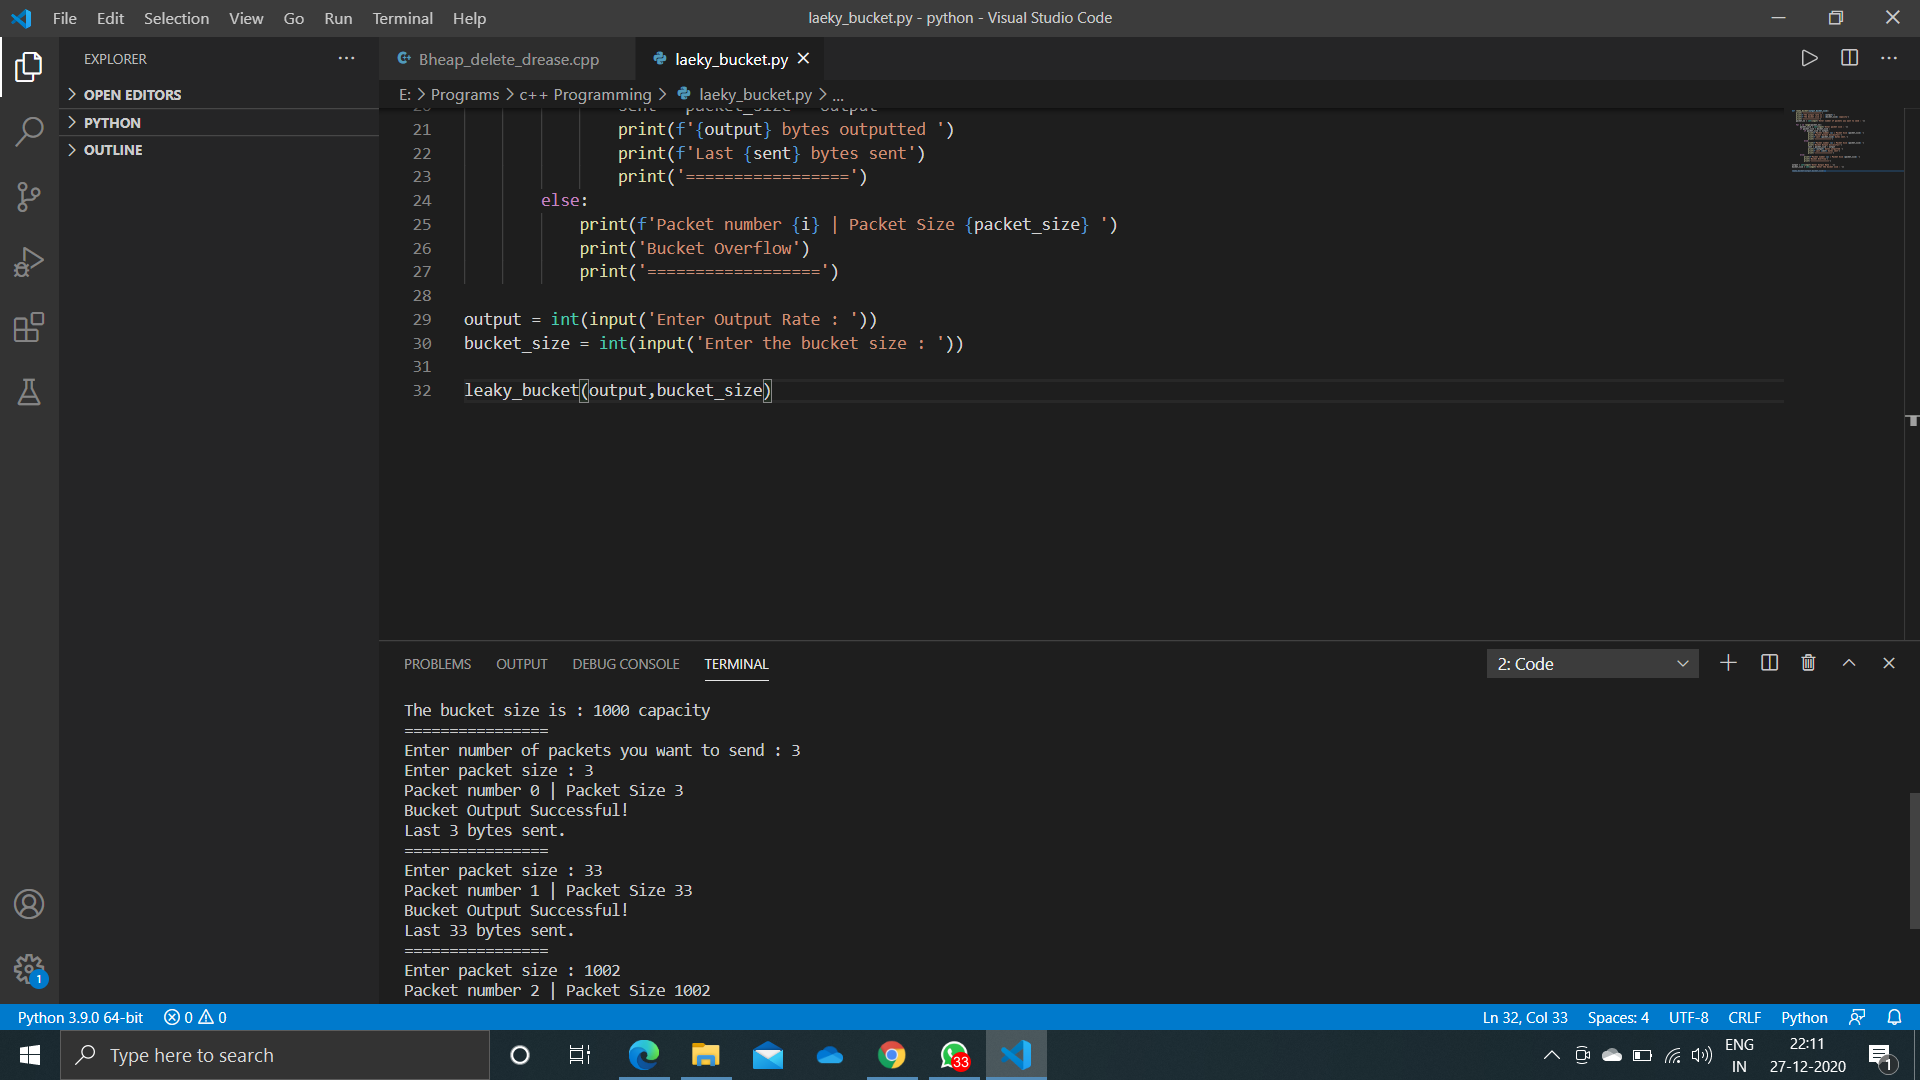 File Edit Selection View Go Run Terminal Help
laeky_bucket.py - python - Visual Studio Code
EXPLORER
OPEN EDITORS
PYTHON
OUTLINE
Bheap_delete_drease.cpp
laeky_bucket.py
E: > Programs > c++ Programming > laeky_bucket.py > ...
21 print(f'{output} bytes outputted ')
22 print(f'Last {sent} bytes sent')
23 print('=================')
24 else:
25 print(f'Packet number {i} | Packet Size {packet_size} ')
26 print('Bucket Overflow')
27 print('==================')
28
29 output = int(input('Enter Output Rate : '))
30 bucket_size = int(input('Enter the bucket size : '))
31
32 leaky_bucket(output,bucket_size)
PROBLEMS OUTPUT DEBUG CONSOLE TERMINAL
2: Code
The bucket size is : 1000 capacity
================
Enter number of packets you want to send : 3
Enter packet size : 3
Packet number 0 | Packet Size 3
Bucket Output Successful!
Last 3 bytes sent.
================
Enter packet size : 33
Packet number 1 | Packet Size 33
Bucket Output Successful!
Last 33 bytes sent.
================
Enter packet size : 1002
Packet number 2 | Packet Size 1002
1
Python 3.9.0 64-bit 0 0
Ln 32, Col 33 Spaces: 4 UTF-8 CRLF Python
Type here to search
33
ENG
IN
22:11
27-12-2020
1